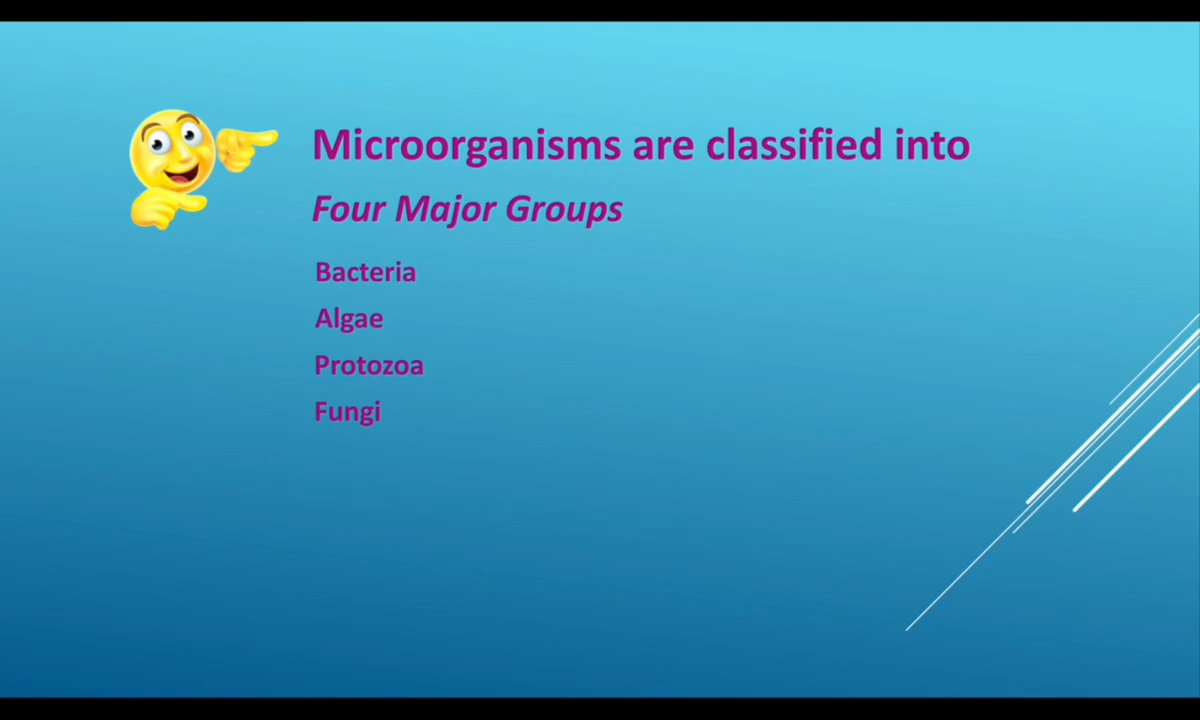 Microorganisms are classified into
Four Major Groups
Bacteria
Algae
Protozoa
Fungi